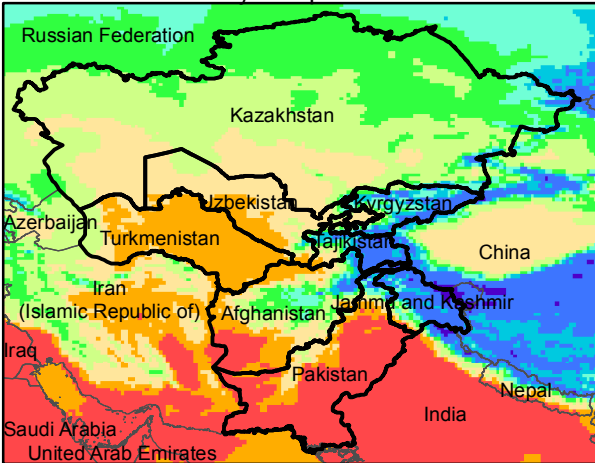 Russian Federation
Kazakhstan
Uzbekistan
Kyrgyzstan
Azerbaijan
Turkmenistan
Tajikistan
China
Iran
(Islamic Republic of)
Afghanistan
Jammu and Kashmir
Iraq
Pakistan
Nepal
India
Saudi Arabia
United Arab Emirates